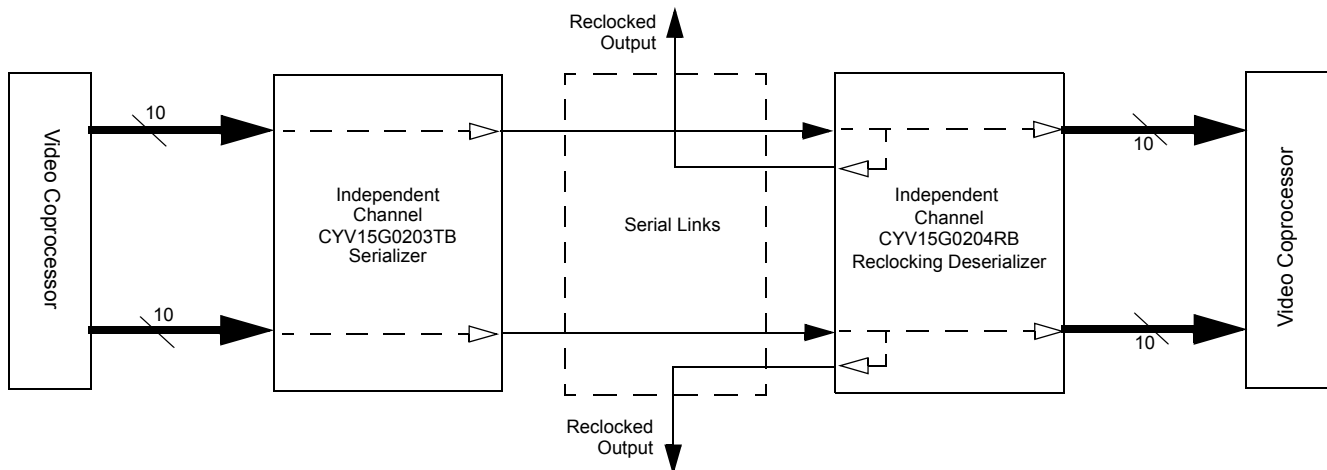 Reclocked
Output
10
10
Video Coprocessor
Independent
Channel
CYV15G0203TB
Serializer
Serial Links
Independent
Channel
CYV15G0204RB
Reclocking Deserializer
10
10
Video Coprocessor
Reclocked
Output